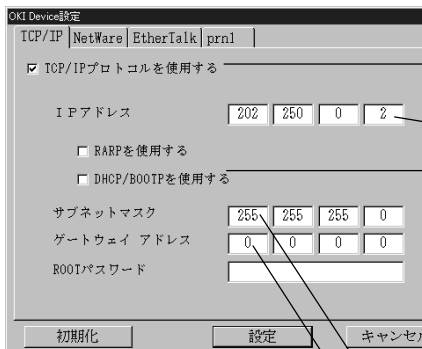 OKI Device設定
TCP/IP NetWare EtherTalk prn1
TCP/IPプロトコルを使用する
IPアドレス 202 250 0 2
RARPを使用する
DHCP/BOOTPを使用する
サブネットマスク 255 255 255 0
ゲートウェイ アドレス 0 0 0 0
ROOTパスワード
初期化 設定 キャンセル